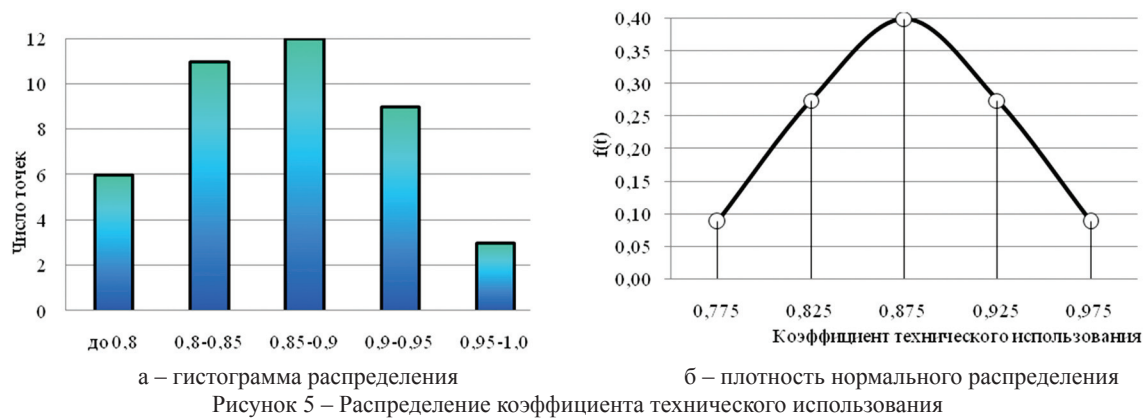 12
10
8
6
4
2
0
Число точек
до 0,8 0,8-0,85 0,85-0,9 0,9-0,95 0,95-1,0
а – гистограмма распределения
0,40
0,35
0,30
0,25
0,20
0,15
0,10
0,05
0,00
f(t)
0,775 0,825 0,875 0,925 0,975
Коэффициент технического использования
б – плотность нормального распределения
Рисунок 5 – Распределение коэффициента технического использования